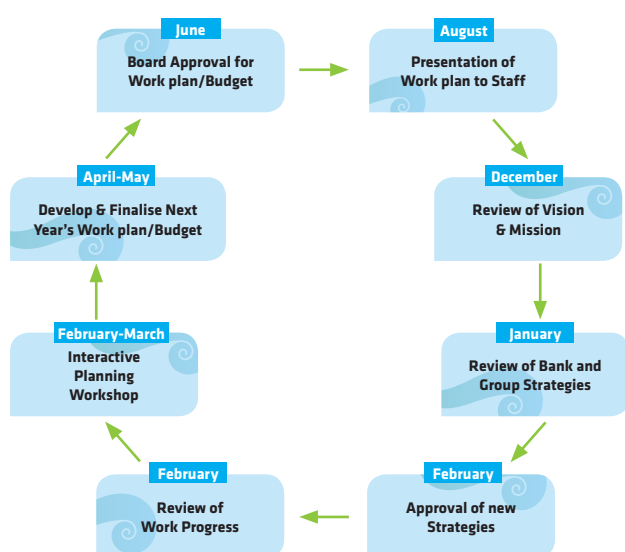 June
Board Approval for
Work plan/Budget
August
Presentation of
Work plan to Staff
December
Review of Vision
& Mission
January
Review of Bank and
Group Strategies
February
Approval of new
Strategies
February
Review of
Work Progress
February-March
Interactive
Planning
Workshop
April-May
Develop & Finalise Next
Year's Work plan/Budget